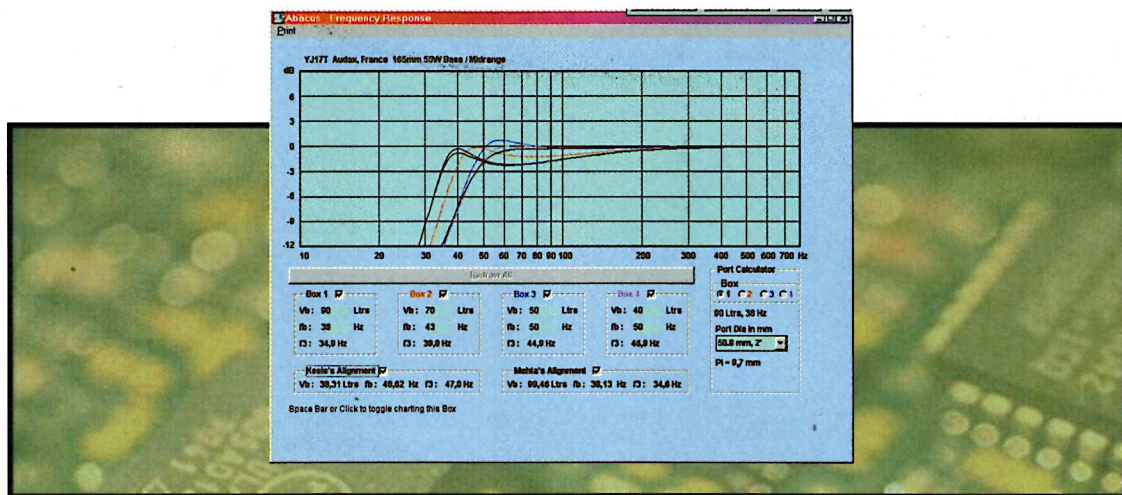 Abacus - Frequency Response
Print
YJ17T Audax, France 165mm 50W Bass / Midrange
dB
6
3
0
-3
-6
-9
-12
10 20 30 40 50 60 70 80 90 100 200 300 400 500 600 700 Hz
Redraw All
Box 1 Box 2 Box 3 Box 4
Vb: 90 Ltrs Vb: 70 Ltrs Vb: 50 Ltrs Vb: 40 Ltrs
fb: 38 Hz fb: 43 Hz fb: 50 Hz fb: 50 Hz
f3: 34,9 Hz f3: 39,0 Hz f3: 44,9 Hz f3: 46,9 Hz
Keele's Alignment Mehta's Alignment
Vb: 39,31 Ltrs fb: 48,62 Hz f3: 47,0 Hz Vb: 99,46 Ltrs fb: 39,13 Hz f3: 34,6 Hz
Space Bar or Click to toggle charting this Box
Port Calculator
Box
1 2 3 4
90 Ltrs, 38 Hz
Port Dia in mm
50.8 mm, 2"
Pl = 9,7 mm